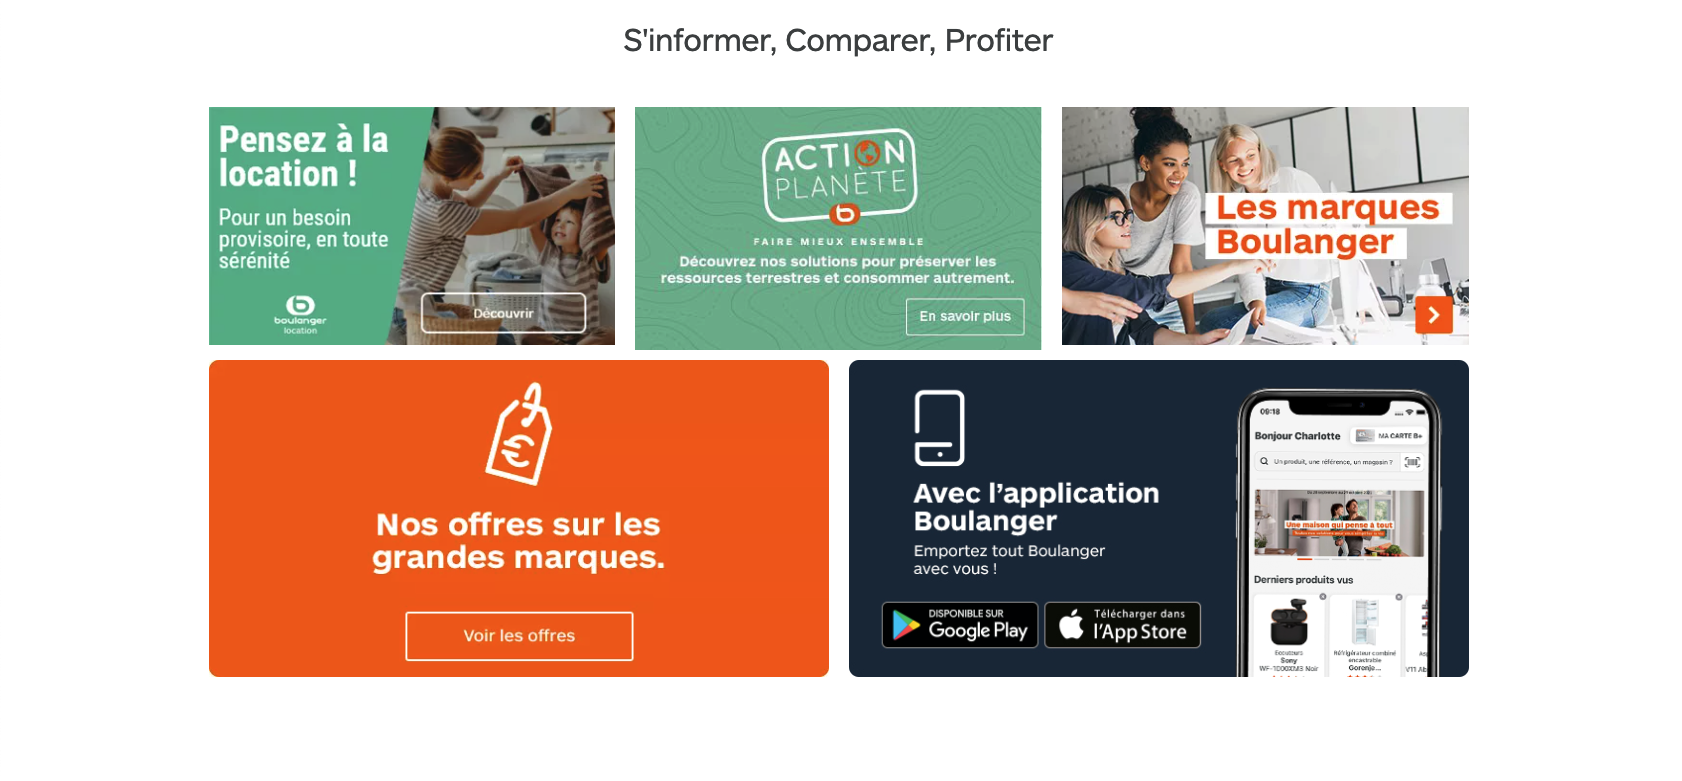 S'informer, Comparer, Profiter
Pensez à la
location !
Pour un besoin
provisoire, en toute
sérénité
boulanger
location
Découvrir
ACTION
PLANÈTE
FAIRE MIEUX ENSEMBLE
Découvrez nos solutions pour préserver les
ressources terrestres et consommer autrement.
En savoir plus
Les marques
Boulanger
Nos offres sur les
grandes marques.
Voir les offres
Avec l’application
Boulanger
Emportez tout Boulanger
avec vous !
DISPONIBLE SUR
Google Play
Télécharger dans
l'App Store
09:18
Bonjour Charlotte
MA CARTE B+
Un produit, une référence, un magasin ?
Une maison qui pense à tout
Derniers produits vus
Ecouteurs
Sony
WF-1000XM3 Noir
Réfrigérateur combiné
encastrable
Gorenje...